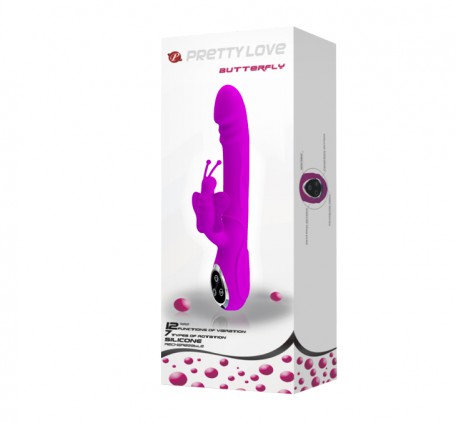 PRETTY LOVE
BUTTERFLY
12 FUNCTIONS OF VIBRATION
7 TYPES OF ROTATION
SILICONE
RECHARGEABLE